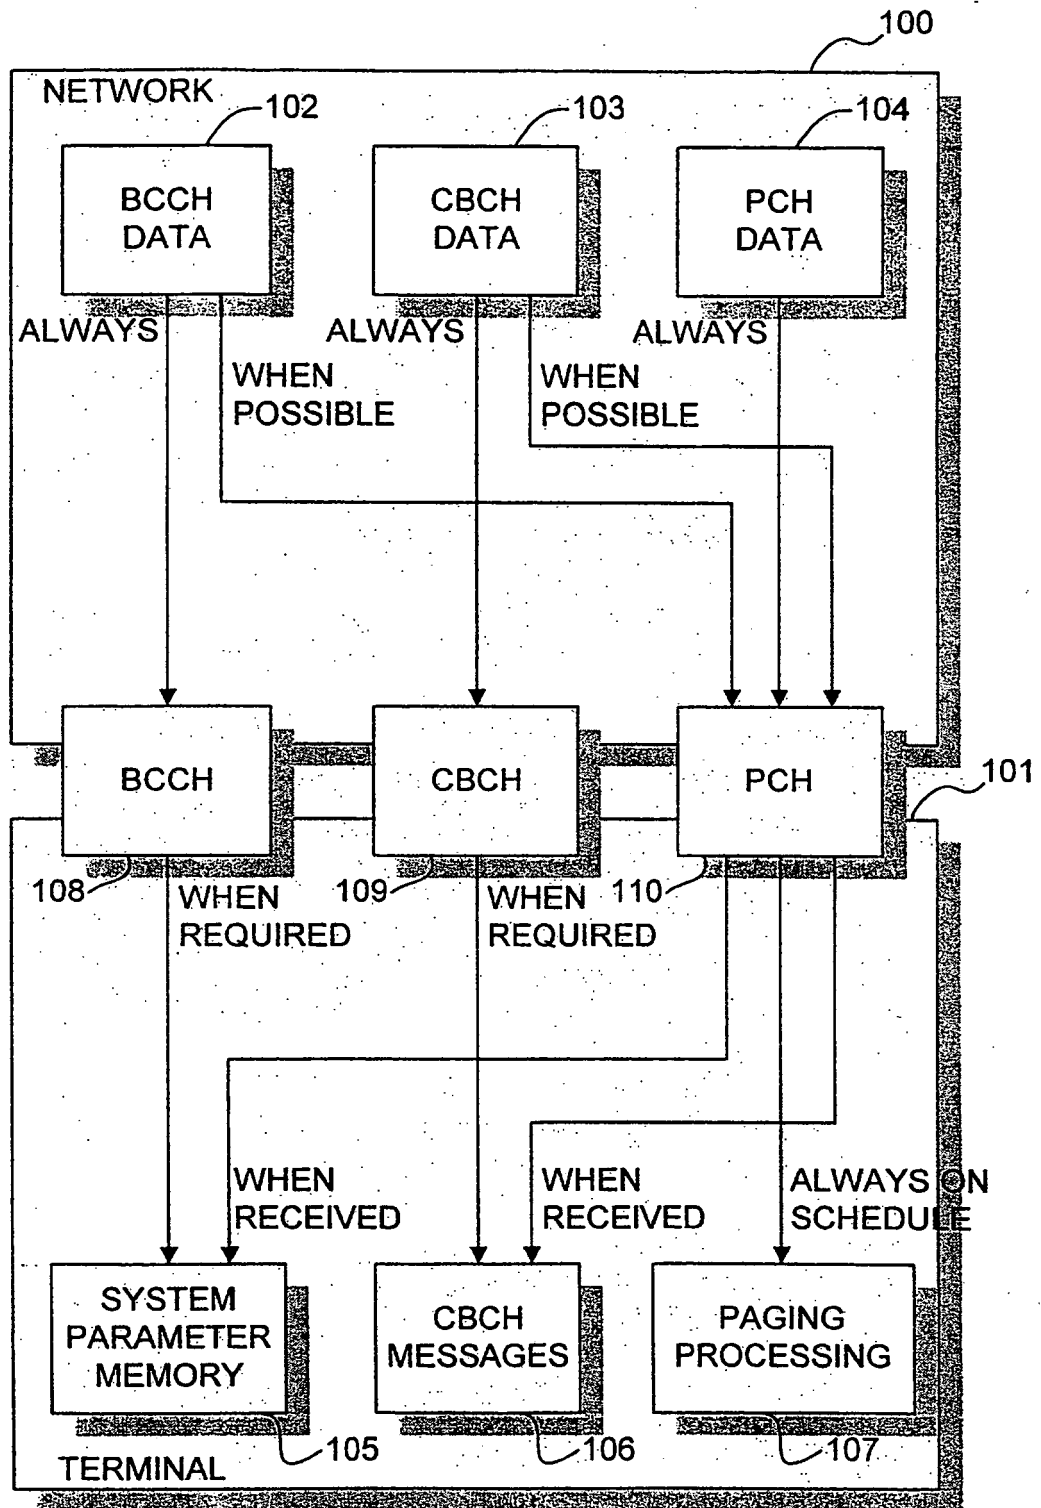 100
NETWORK
102
103
104
BCCH
DATA
CBCH
DATA
PCH
DATA
ALWAYS
ALWAYS
ALWAYS
WHEN
POSSIBLE
WHEN
POSSIBLE
BCCH
CBCH
PCH
101
108
109
110
WHEN
REQUIRED
WHEN
REQUIRED
WHEN
RECEIVED
WHEN
RECEIVED
ALWAYS ON
SCHEDULE
SYSTEM
PARAMETER
MEMORY
CBCH
MESSAGES
PAGING
PROCESSING
105
106
107
TERMINAL